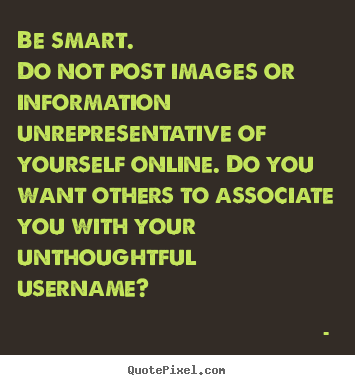 Be smart.
Do not post images or
information
unrepresentative of
yourself online. Do you
want others to associate
you with your
unthoughtful
username?
-
QuotePixel.com